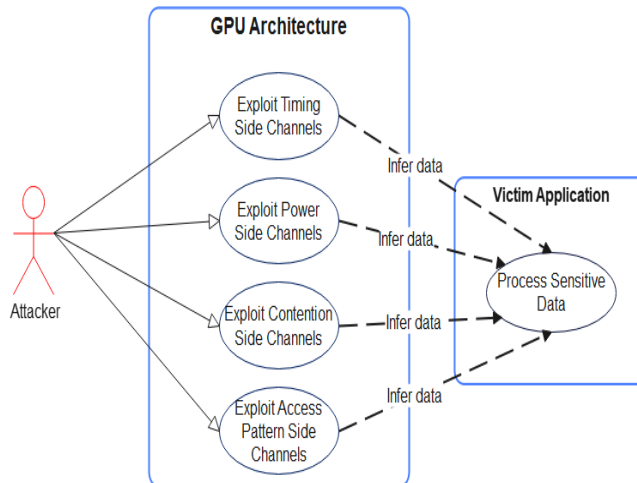 GPU Architecture
Exploit Timing
Side Channels
Infer data
Victim Application
Exploit Power
Side Channels
Infer data
Process Sensitive
Data
Attacker
Exploit Contention
Side Channels
Infer data
Exploit Access
Pattern Side
Channels
Infer data